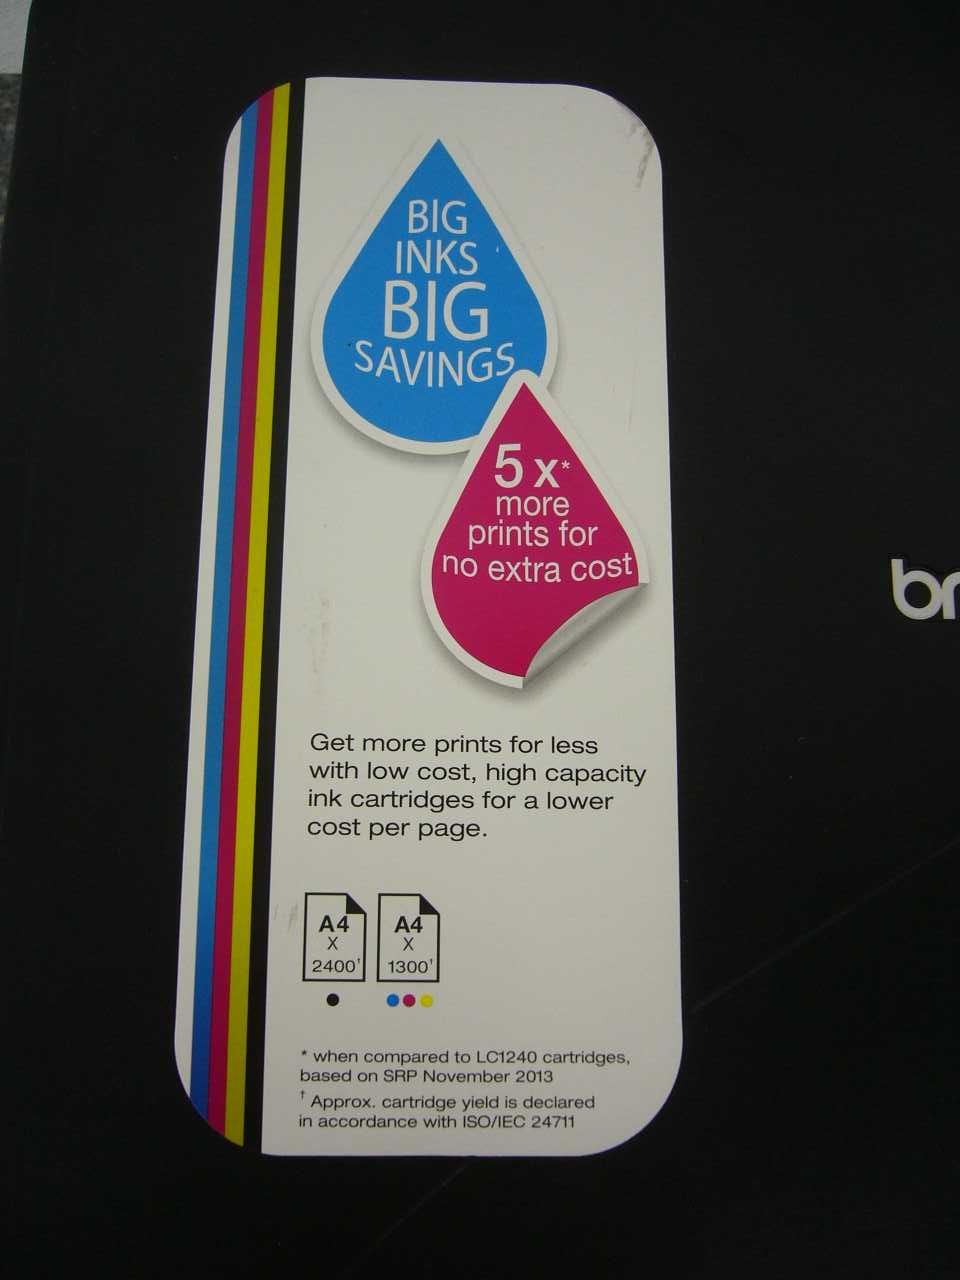 BIG
INKS
BIG
SAVINGS
5 x*
more
prints for
no extra cost
br
Get more prints for less
with low cost, high capacity
ink cartridges for a lower
cost per page.
A4
X
2400†
A4
X
1300†
* when compared to LC1240 cartridges,
based on SRP November 2013
† Approx. cartridge yield is declared
in accordance with ISO/IEC 24711